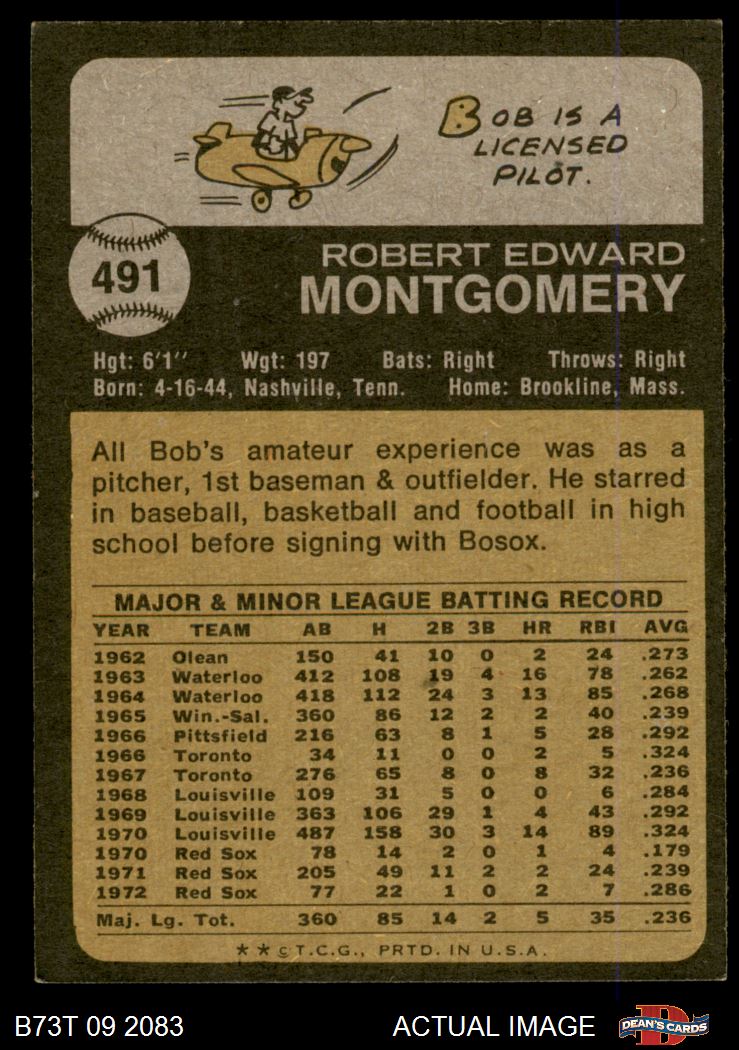 BOB IS A
LICENSED
PILOT.
491
ROBERT EDWARD
MONTGOMERY
Hgt: 6'1" Wgt: 197 Bats: Right Throws: Right
Born: 4-16-44, Nashville, Tenn. Home: Brookline, Mass.
All Bob's amateur experience was as a
pitcher, 1st baseman & outfielder. He starred
in baseball, basketball and football in high
school before signing with Bosox.
MAJOR & MINOR LEAGUE BATTING RECORD
YEAR TEAM AB H 2B 3B HR RBI AVG
1962 Olean 150 41 10 0 2 24 .273
1963 Waterloo 412 108 19 4 16 78 .262
1964 Waterloo 418 112 24 3 13 85 .268
1965 Win.-Sal. 360 86 12 2 2 40 .239
1966 Pittsfield 216 63 8 1 5 28 .292
1966 Toronto 34 11 0 0 2 5 .324
1967 Toronto 276 65 8 0 8 32 .236
1968 Louisville 109 31 5 0 0 6 .284
1969 Louisville 363 106 29 1 4 43 .292
1970 Louisville 487 158 30 3 14 89 .324
1970 Red Sox 78 14 2 0 1 4 .179
1971 Red Sox 205 49 11 2 2 24 .239
1972 Red Sox 77 22 1 0 2 7 .286
Maj. Lg. Tot. 360 85 14 2 5 35 .236
* * © T.C.G., PRTD. IN U.S.A.
B73T 09 2083 ACTUAL IMAGE D DEAN'S CARDS